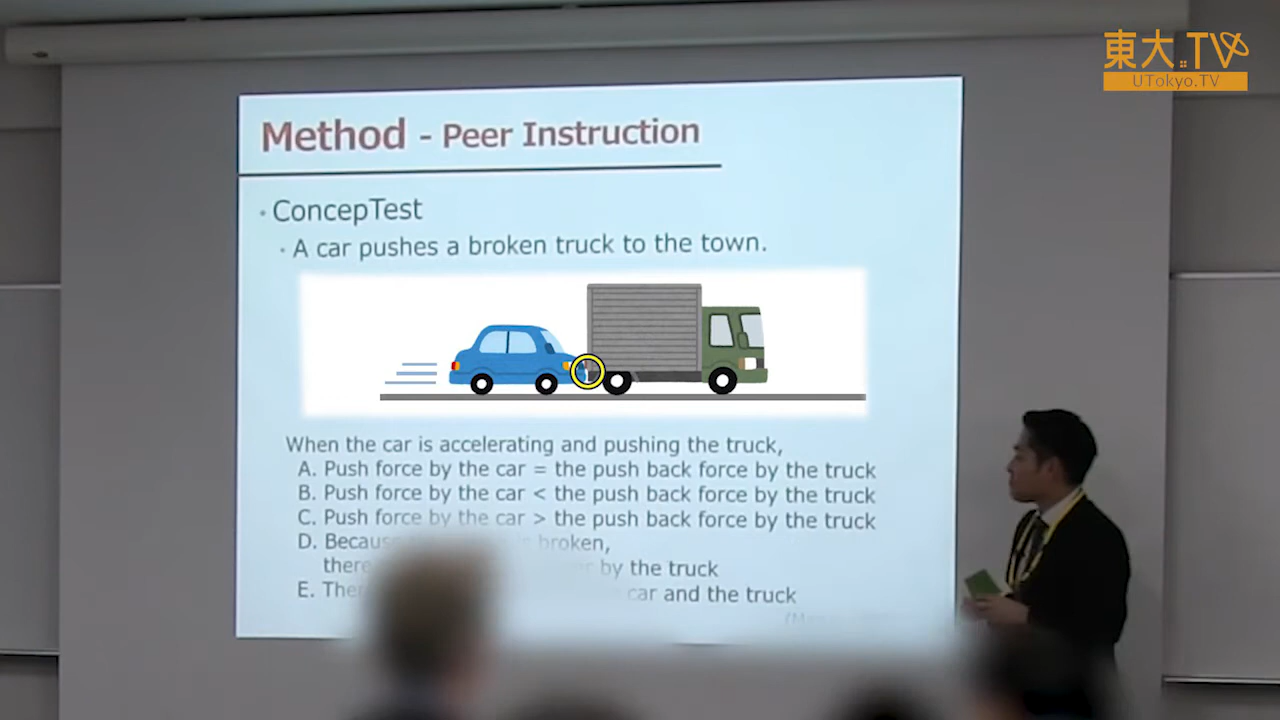 東大.TV
UTokyo.TV
Method - Peer Instruction
• ConcepTest
• A car pushes a broken truck to the town.
When the car is accelerating and pushing the truck,
A. Push force by the car = the push back force by the truck
B. Push force by the car < the push back force by the truck
C. Push force by the car > the push back force by the truck
D. Because broken,
there by the truck
E. car and the truck